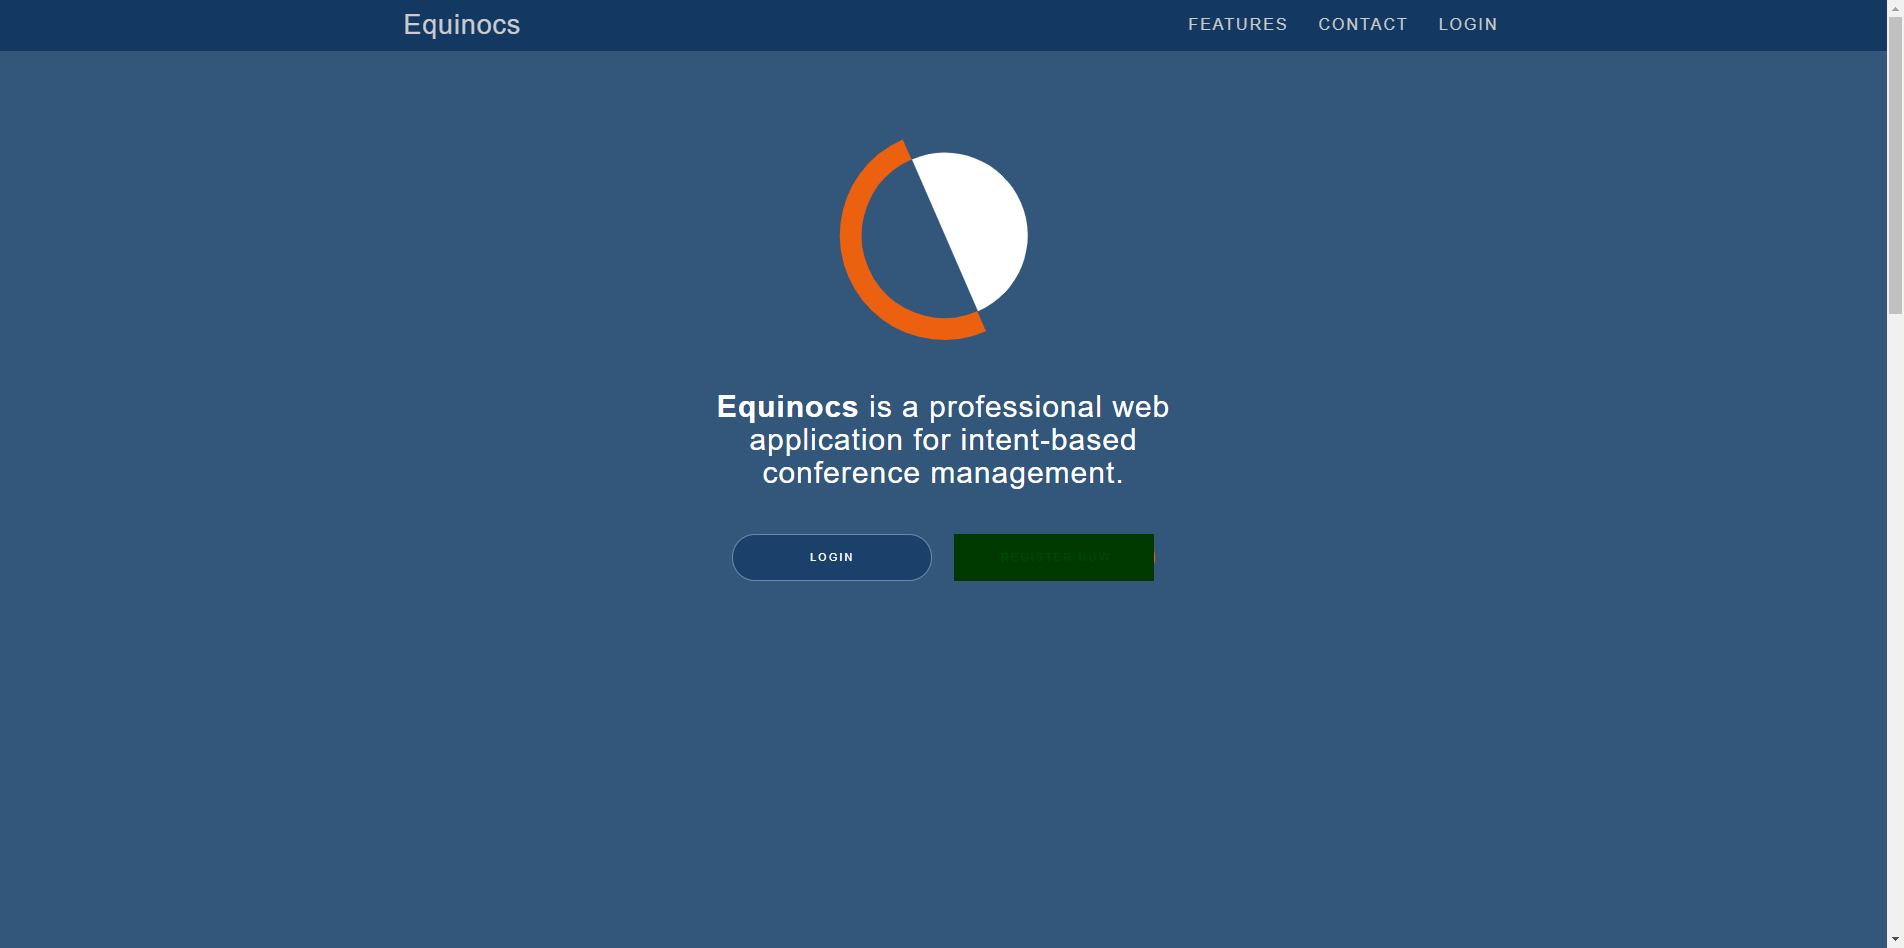 Equinocs
FEATURES CONTACT LOGIN
Equinocs is a professional web
application for intent-based
conference management.
LOGIN
REGISTER NOW